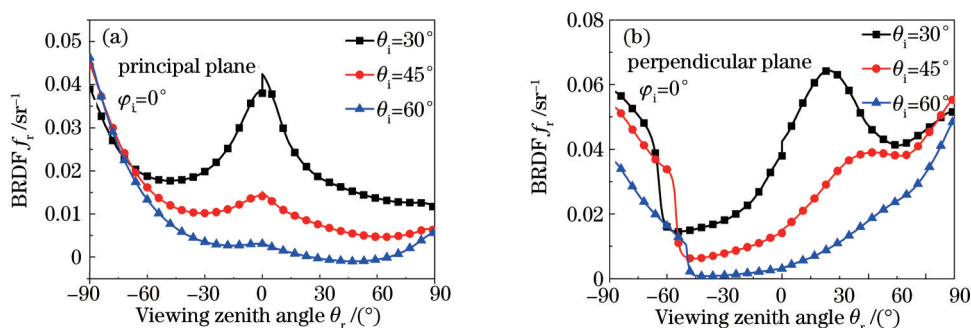 (a)
principal plane
φi=0°
θi=30°
θi=45°
θi=60°
BRDF fr /sr⁻¹
0.05
0.04
0.03
0.02
0.01
0
−90 −60 −30 0 30 60 90
Viewing zenith angle θr /(°)
(b)
perpendicular plane
φi=0°
θi=30°
θi=45°
θi=60°
BRDF fr /sr⁻¹
0.08
0.06
0.04
0.02
0
−90 −60 −30 0 30 60 90
Viewing zenith angle θr /(°)